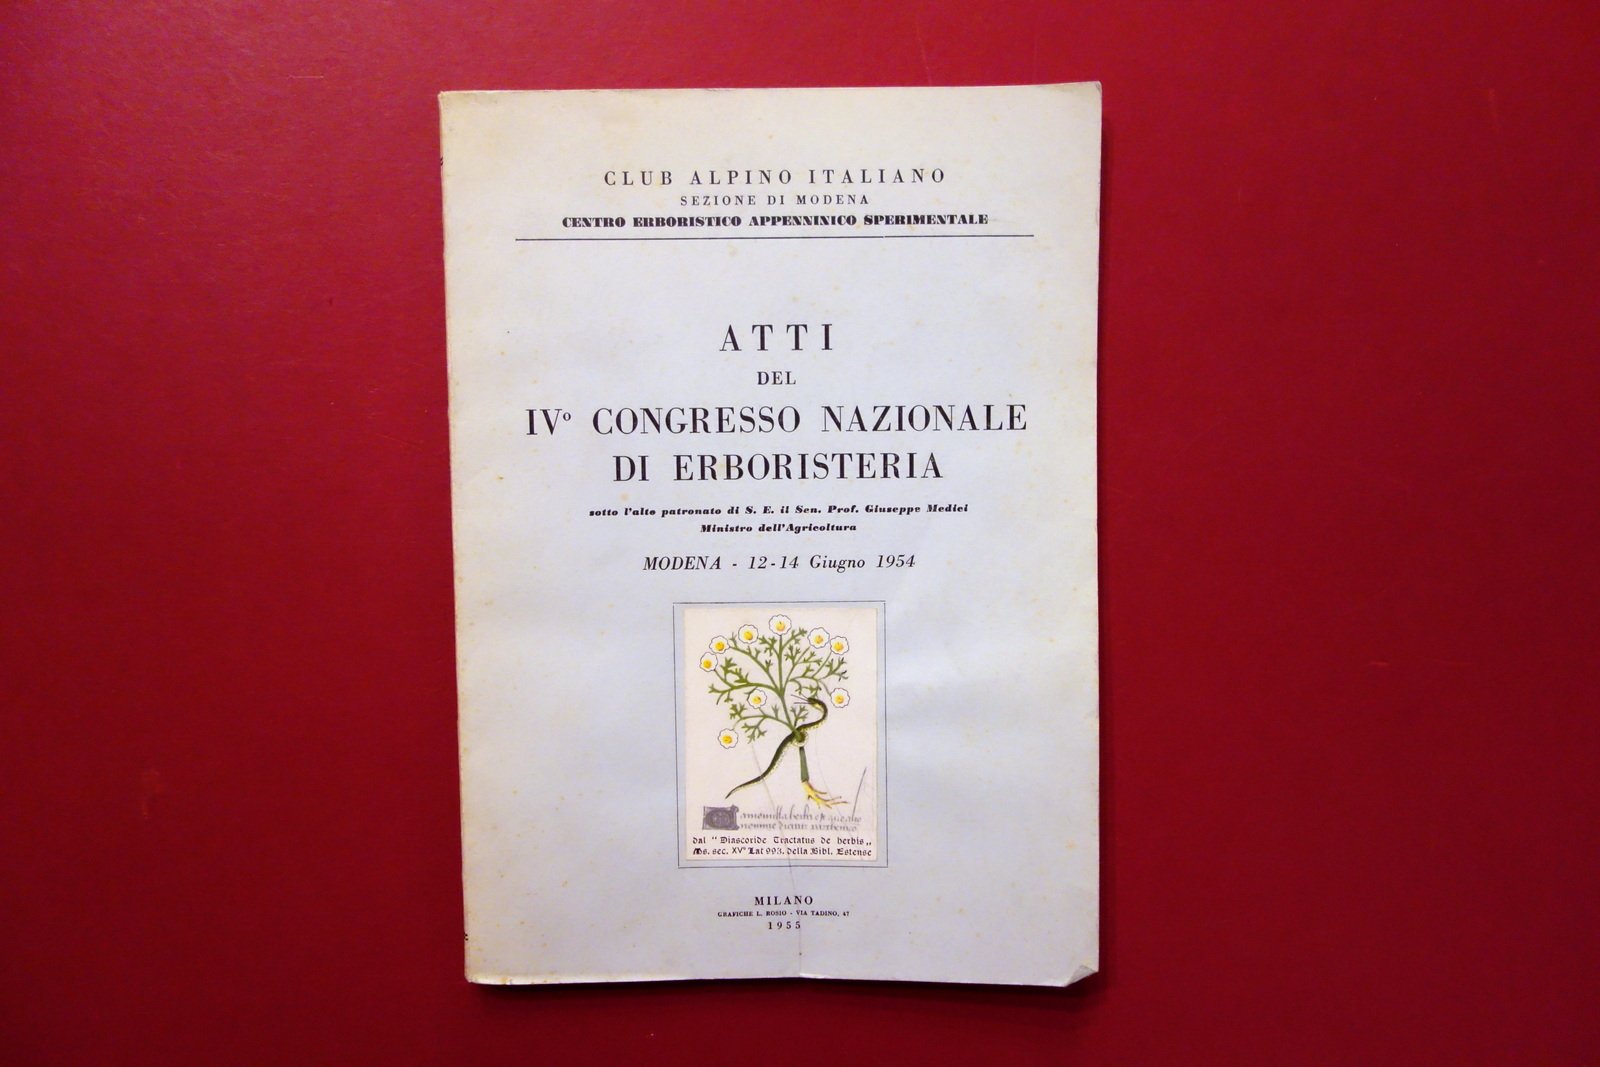 CLUB ALPINO ITALIANO
SEZIONE DI MODENA
CENTRO ERBORISTICO APPENNINICO SPERIMENTALE
ATTI
DEL
IVº CONGRESSO NAZIONALE
DI ERBORISTERIA
sotto l'alto patronato di S. E. il Sen. Prof. Giuseppe Medici
Ministro dell'Agricoltura
MODENA - 12-14 Giugno 1954
dal "Diascoride Tractatus de herbis„
Ms. sec. XVº Lat 993. della Bibl. Estense
MILANO
GRAFICHE L. ROSIO - VIA TADINO, 47
1955